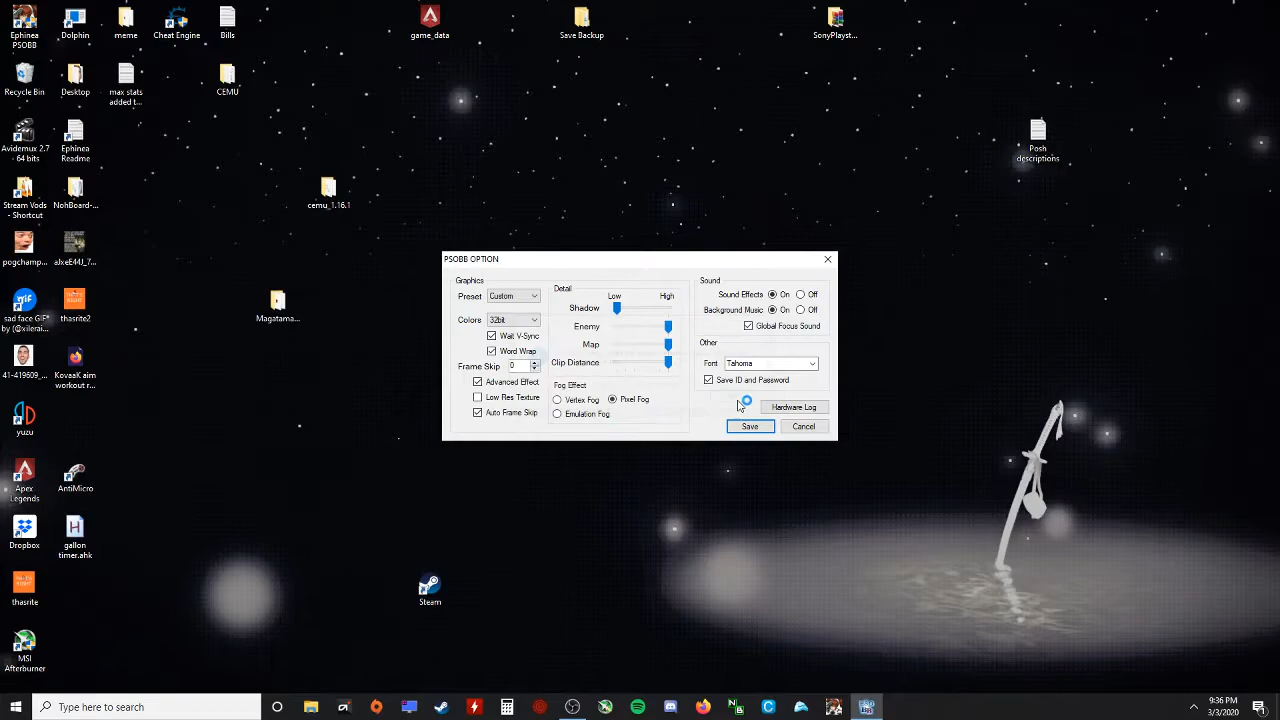 Ephinea PSOBB
Dolphin
meme
Cheat Engine
Bills
game_data
Save Backup
SonyPlayst...
Recycle Bin
Desktop
max stats added t...
CEMU
Avidemux 2.7 - 64 bits
Ephinea Readme
Posh descriptions
Stream Vods - Shortcut
NohBoard-...
cemu_1.16.1
pogchamp...
aJxeE44J_7...
sad face GIF by (@xilerai...
thasrite2
Magatama...
41-419609_...
KovaaK aim workout r...
yuzu
Apex Legends
AntiMicro
Dropbox
gallon timer.ahk
thasrite
Steam
MSI Afterburner
PSOBB OPTION
Graphics
Preset Custom
Colors 32bit
Wait V-Sync
Word Wrap
Frame Skip 0
Advanced Effect
Low Res Texture
Auto Frame Skip
Detail
Low High
Shadow
Enemy
Map
Clip Distance
Fog Effect
Vertex Fog Pixel Fog
Emulation Fog
Sound
Sound Effects On Off
Background Music On Off
Global Focus Sound
Other
Font Tahoma
Save ID and Password
Hardware Log
Save Cancel
Type here to search
9:36 PM
3/3/2020